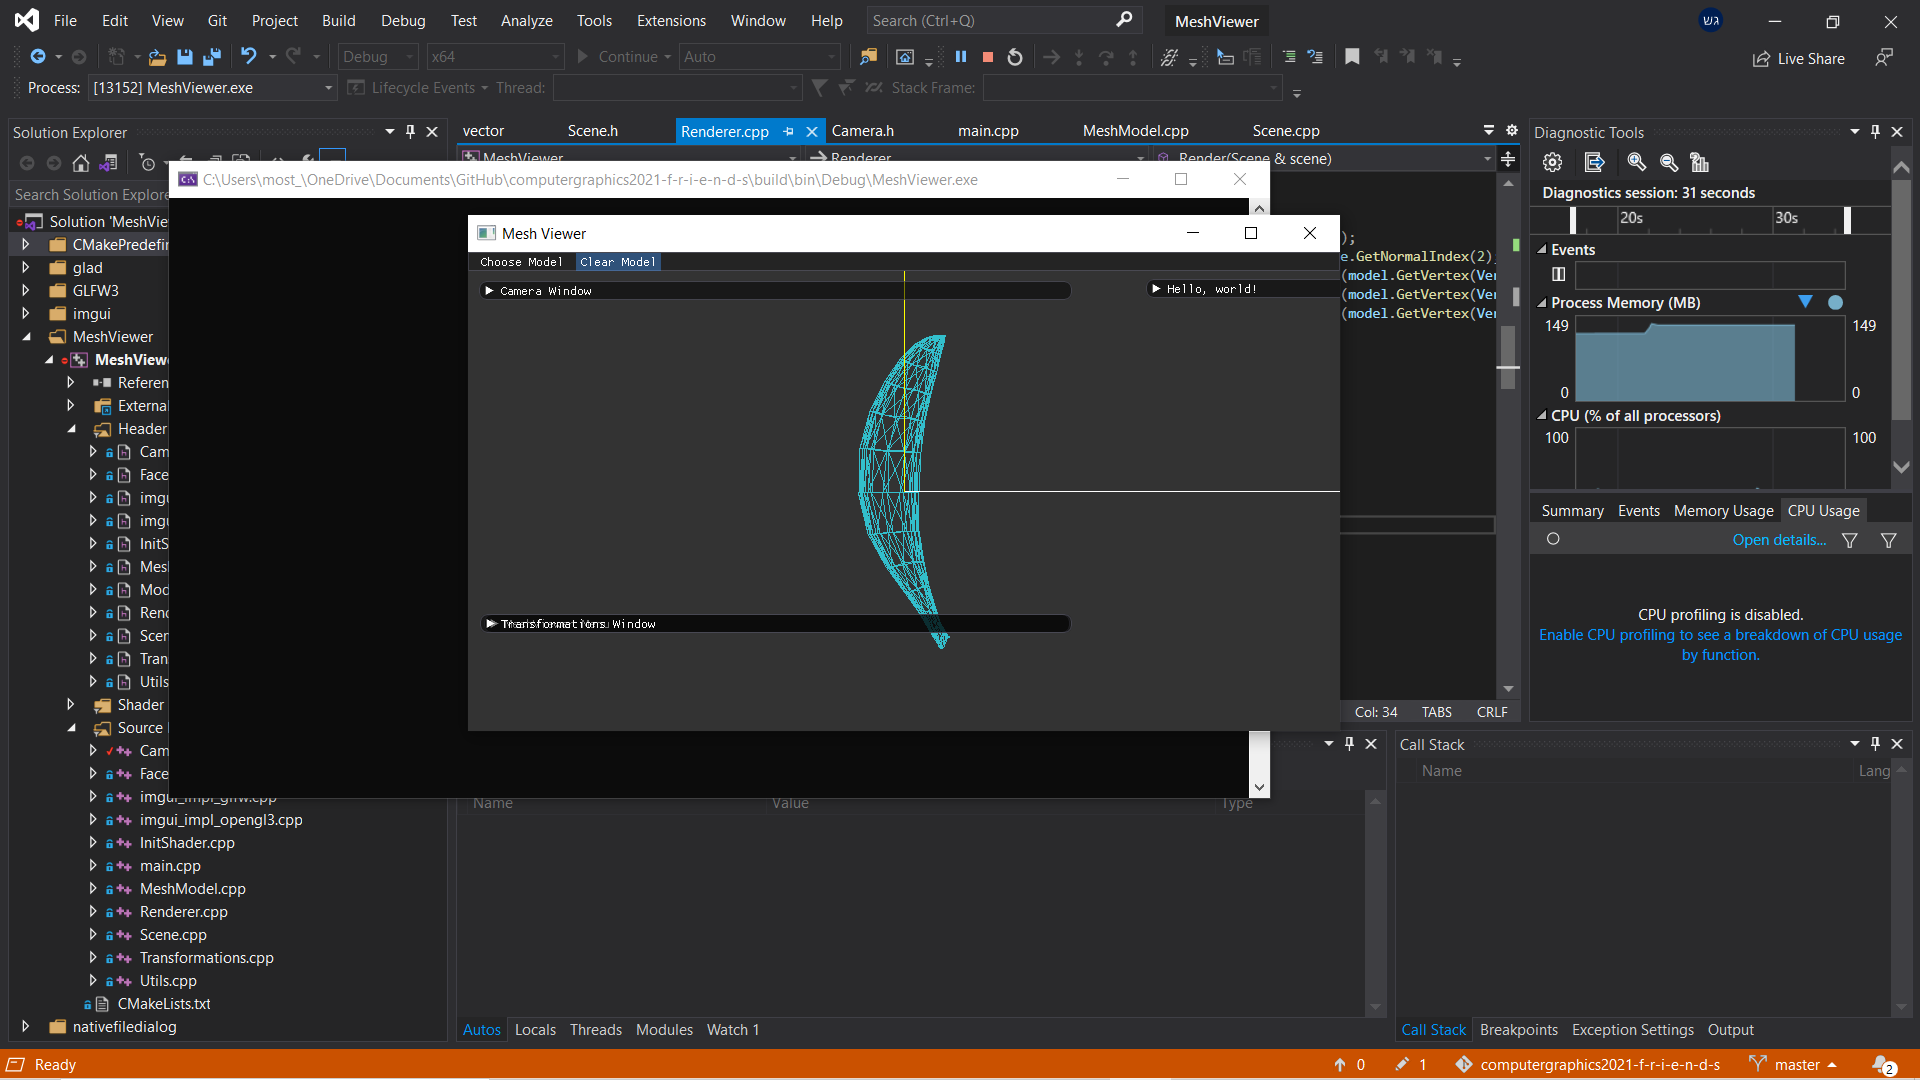 File Edit View Git Project Build Debug Test Analyze Tools Extensions Window Help Search (Ctrl+Q) MeshViewer גש
Debug x64 Continue Auto Live Share
Process: [13152] MeshViewer.exe Lifecycle Events Thread: Stack Frame:
Solution Explorer
Search Solution Explore
Solution 'MeshVie
CMakePredefin
glad
GLFW3
imgui
MeshViewer
MeshView
Referen
External
Header
Cam
Face
imgu
imgu
InitS
Mesh
Mod
Rend
Scen
Tran
Utils
Shader
Source
Cam
Face
imgui_impl_glfw.cpp
imgui_impl_opengl3.cpp
InitShader.cpp
main.cpp
MeshModel.cpp
Renderer.cpp
Scene.cpp
Transformations.cpp
Utils.cpp
CMakeLists.txt
nativefiledialog
vector Scene.h Renderer.cpp Camera.h main.cpp MeshModel.cpp Scene.cpp
MeshViewer Renderer Render(Scene & scene)
C:\Users\most_\OneDrive\Documents\GitHub\computergraphics2021-f-r-i-e-n-d-s\build\bin\Debug\MeshViewer.exe
Mesh Viewer
Choose Model Clear Model
Camera Window
Hello, world!
Transformations Window
);
e.GetNormalIndex(2);
(model.GetVertex(Ver
(model.GetVertex(Ver
(model.GetVertex(Ver
Col: 34 TABS CRLF
Name Value Type
Autos Locals Threads Modules Watch 1
Diagnostic Tools
Diagnostics session: 31 seconds
20s 30s
Events
Process Memory (MB)
149 149
0 0
CPU (% of all processors)
100 100
Summary Events Memory Usage CPU Usage
Open details...
CPU profiling is disabled.
Enable CPU profiling to see a breakdown of CPU usage
by function.
Call Stack
Name Lang
Call Stack Breakpoints Exception Settings Output
Ready 0 1 computergraphics2021-f-r-i-e-n-d-s master 2